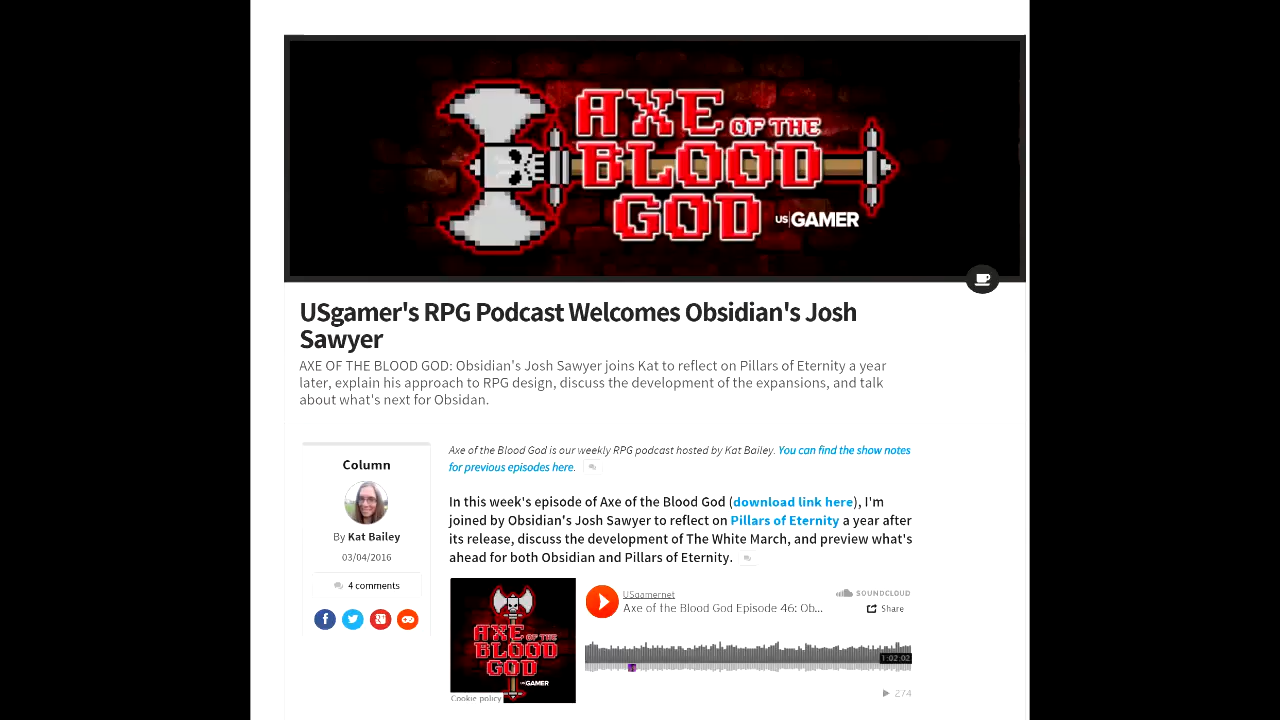 AXE OF THE
BLOOD
GOD
US GAMER
USgamer's RPG Podcast Welcomes Obsidian's Josh
Sawyer
AXE OF THE BLOOD GOD: Obsidian's Josh Sawyer joins Kat to reflect on Pillars of Eternity a year
later, explain his approach to RPG design, discuss the development of the expansions, and talk
about what's next for Obsidan.
Column
By Kat Bailey
03/04/2016
4 comments
Axe of the Blood God is our weekly RPG podcast hosted by Kat Bailey. You can find the show notes
for previous episodes here.
In this week's episode of Axe of the Blood God (download link here), I'm
joined by Obsidian's Josh Sawyer to reflect on Pillars of Eternity a year after
its release, discuss the development of The White March, and preview what's
ahead for both Obsidian and Pillars of Eternity.
AXE OF THE
BLOOD
GOD
US GAMER
Cookie policy
USgamernet
Axe of the Blood God Episode 46: Ob...
SOUNDCLOUD
Share
1:02:02
274